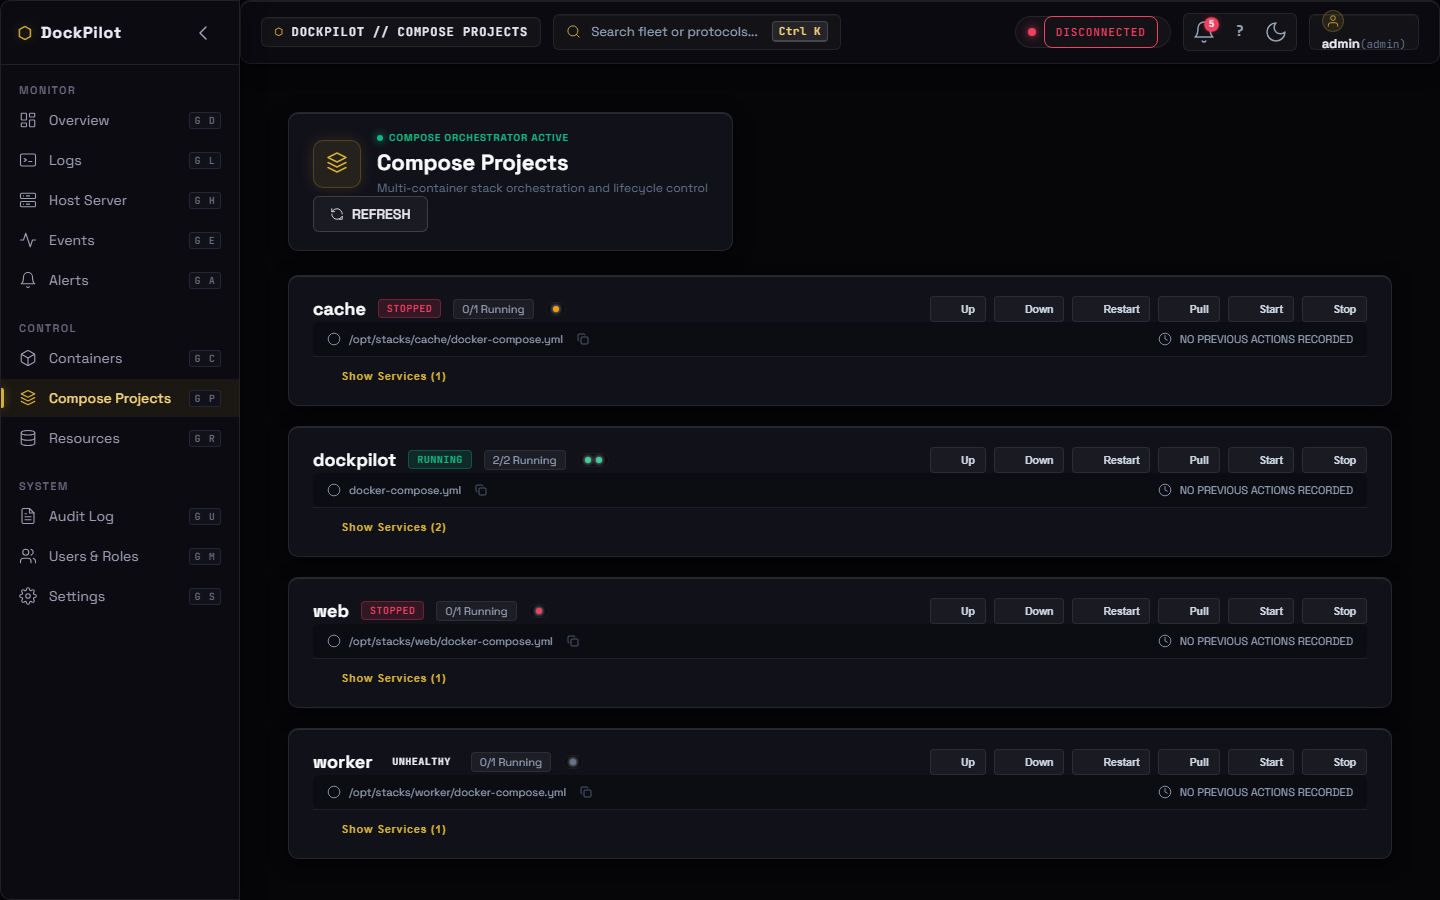 DockPilot
DOCKPILOT // COMPOSE PROJECTS
Search fleet or protocols... Ctrl K
DISCONNECTED
5
?
admin(admin)
MONITOR
Overview G D
Logs G L
Host Server G H
Events G E
Alerts G A
CONTROL
Containers G C
Compose Projects G P
Resources G R
SYSTEM
Audit Log G U
Users & Roles G M
Settings G S
COMPOSE ORCHESTRATOR ACTIVE
Compose Projects
Multi-container stack orchestration and lifecycle control
REFRESH
cache STOPPED 0/1 Running Up Down Restart Pull Start Stop
/opt/stacks/cache/docker-compose.yml NO PREVIOUS ACTIONS RECORDED
Show Services (1)
dockpilot RUNNING 2/2 Running Up Down Restart Pull Start Stop
docker-compose.yml NO PREVIOUS ACTIONS RECORDED
Show Services (2)
web STOPPED 0/1 Running Up Down Restart Pull Start Stop
/opt/stacks/web/docker-compose.yml NO PREVIOUS ACTIONS RECORDED
Show Services (1)
worker UNHEALTHY 0/1 Running Up Down Restart Pull Start Stop
/opt/stacks/worker/docker-compose.yml NO PREVIOUS ACTIONS RECORDED
Show Services (1)